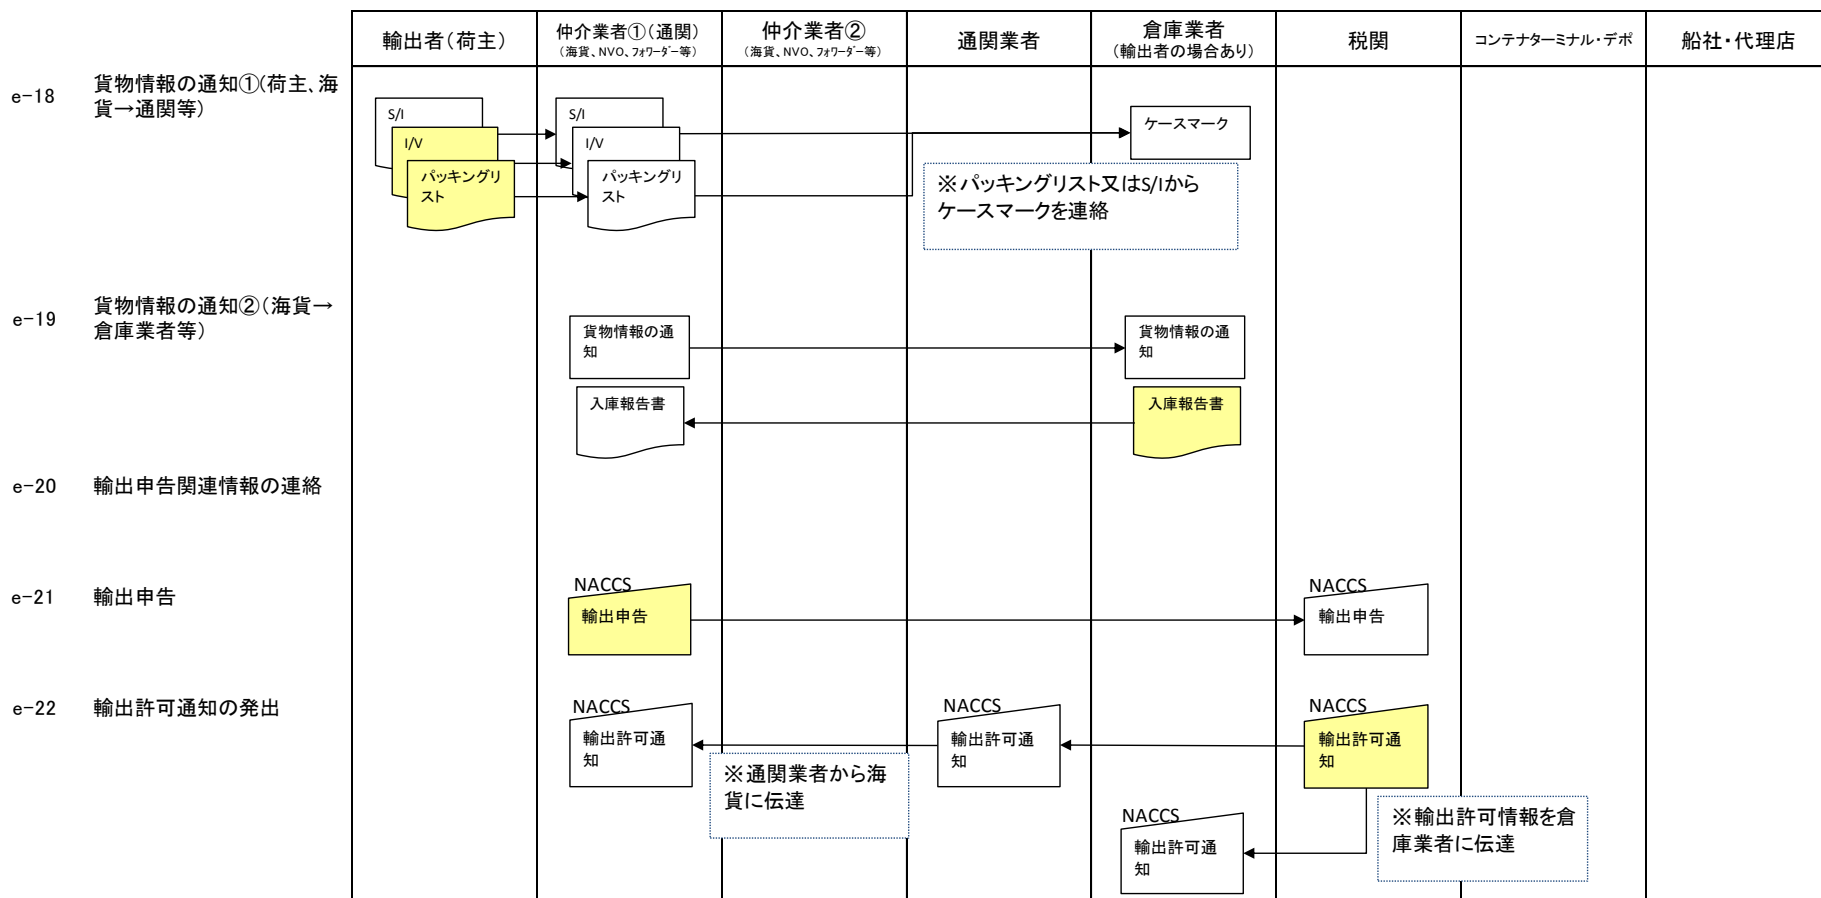 輸出者（荷主）
仲介業者①（通関）
（海貨、NVO、フォワーダー等）
仲介業者②
（海貨、NVO、フォワーダー等）
通関業者
倉庫業者
（輸出者の場合あり）
税関
コンテナターミナル・デポ
船社・代理店
e-18
貨物情報の通知①（荷主、海
貨→通関等）
S/I
I/V
パッキングリ
スト
S/I
I/V
パッキングリ
スト
ケースマーク
※パッキングリスト又はS/Iから
ケースマークを連絡
e-19
貨物情報の通知②（海貨→
倉庫業者等）
貨物情報の通
知
貨物情報の通
知
入庫報告書
入庫報告書
e-20
輸出申告関連情報の連絡
e-21
輸出申告
NACCS
輸出申告
NACCS
輸出申告
e-22
輸出許可通知の発出
NACCS
輸出許可通
知
※通関業者から海
貨に伝達
NACCS
輸出許可通
知
NACCS
輸出許可通
知
NACCS
輸出許可通
知
※輸出許可情報を倉
庫業者に伝達